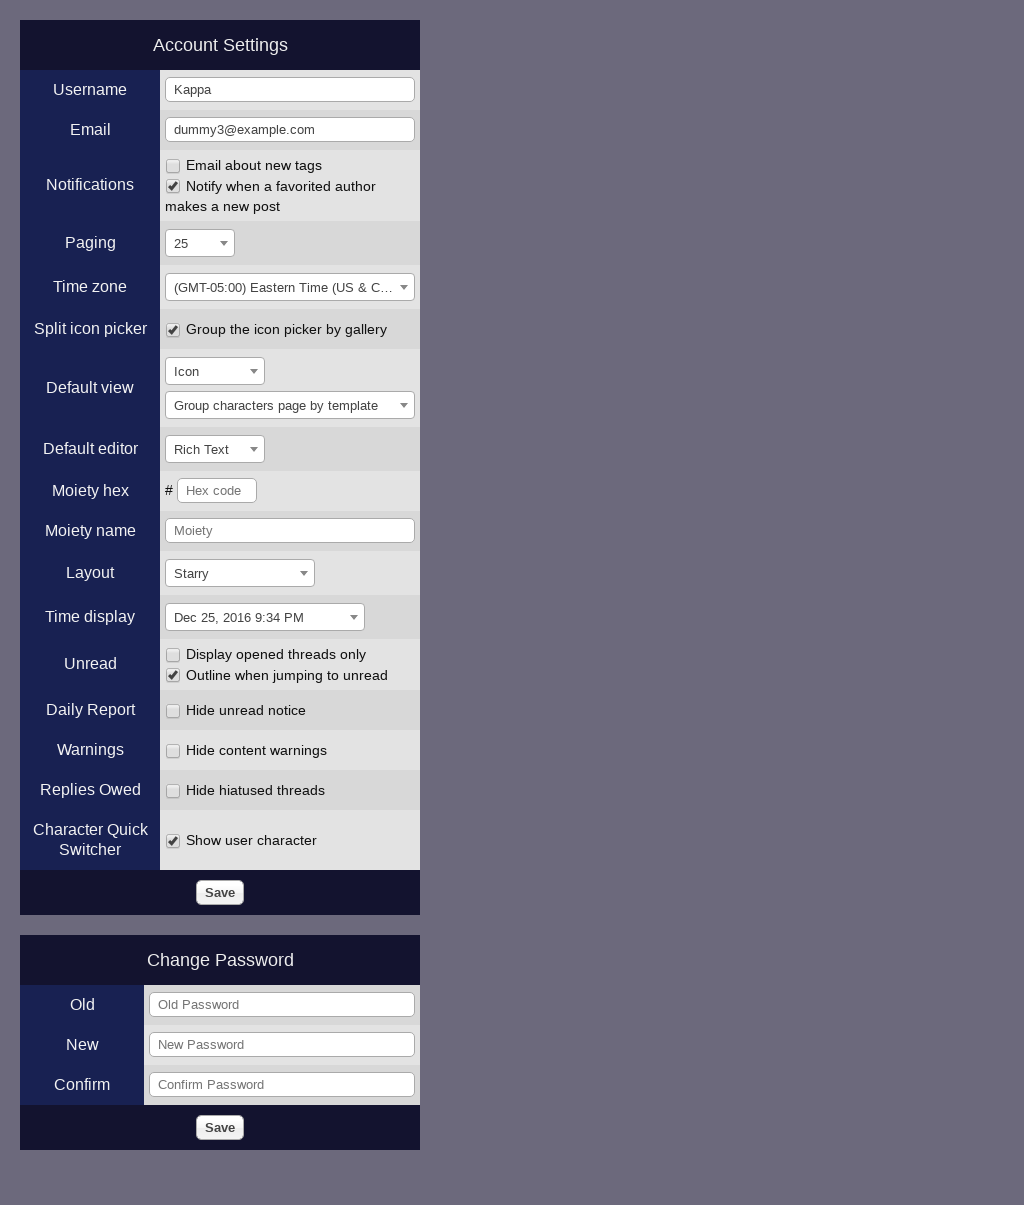 Account Settings
Username
Kappa
Email
dummy3@example.com
Notifications
Email about new tags
Notify when a favorited author
makes a new post
Paging
25
Time zone
(GMT-05:00) Eastern Time (US & C...
Split icon picker
Group the icon picker by gallery
Default view
Icon
Group characters page by template
Default editor
Rich Text
Moiety hex
# Hex code
Moiety name
Moiety
Layout
Starry
Time display
Dec 25, 2016 9:34 PM
Unread
Display opened threads only
Outline when jumping to unread
Daily Report
Hide unread notice
Warnings
Hide content warnings
Replies Owed
Hide hiatused threads
Character Quick
Switcher
Show user character
Save
Change Password
Old
Old Password
New
New Password
Confirm
Confirm Password
Save